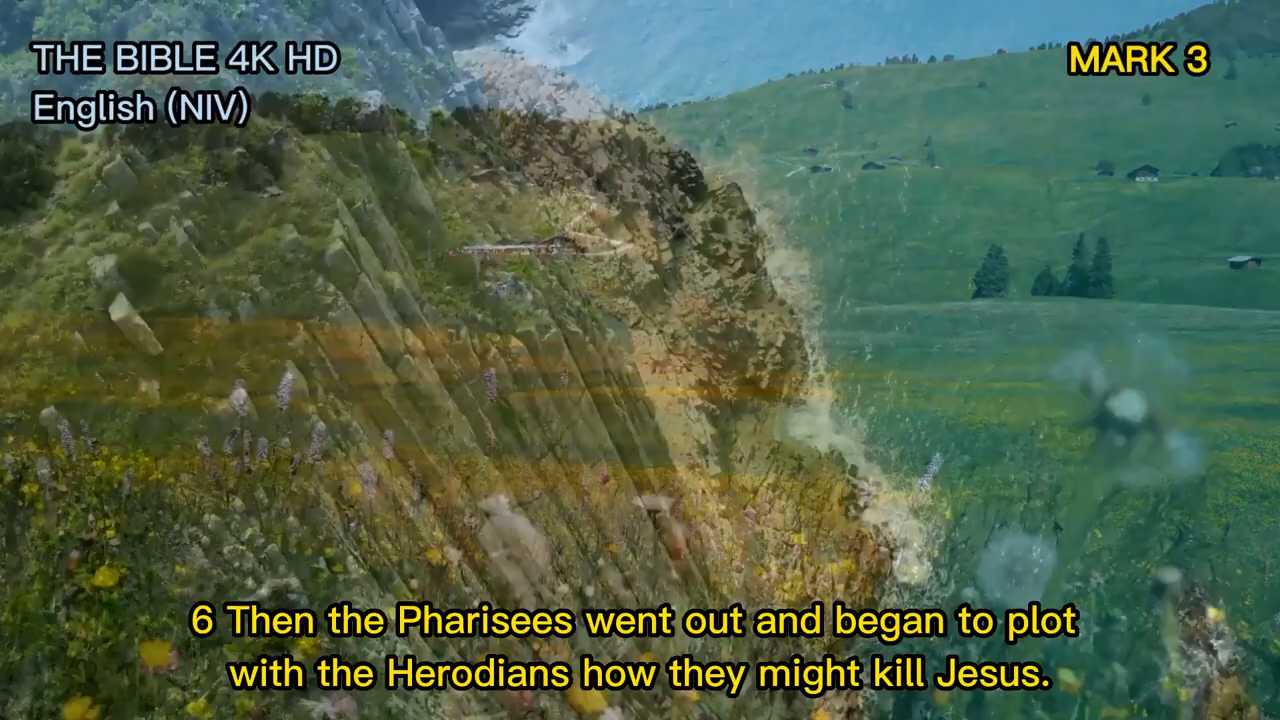 THE BIBLE 4K HD
English (NIV)
MARK 3
6 Then the Pharisees went out and began to plot
with the Herodians how they might kill Jesus.